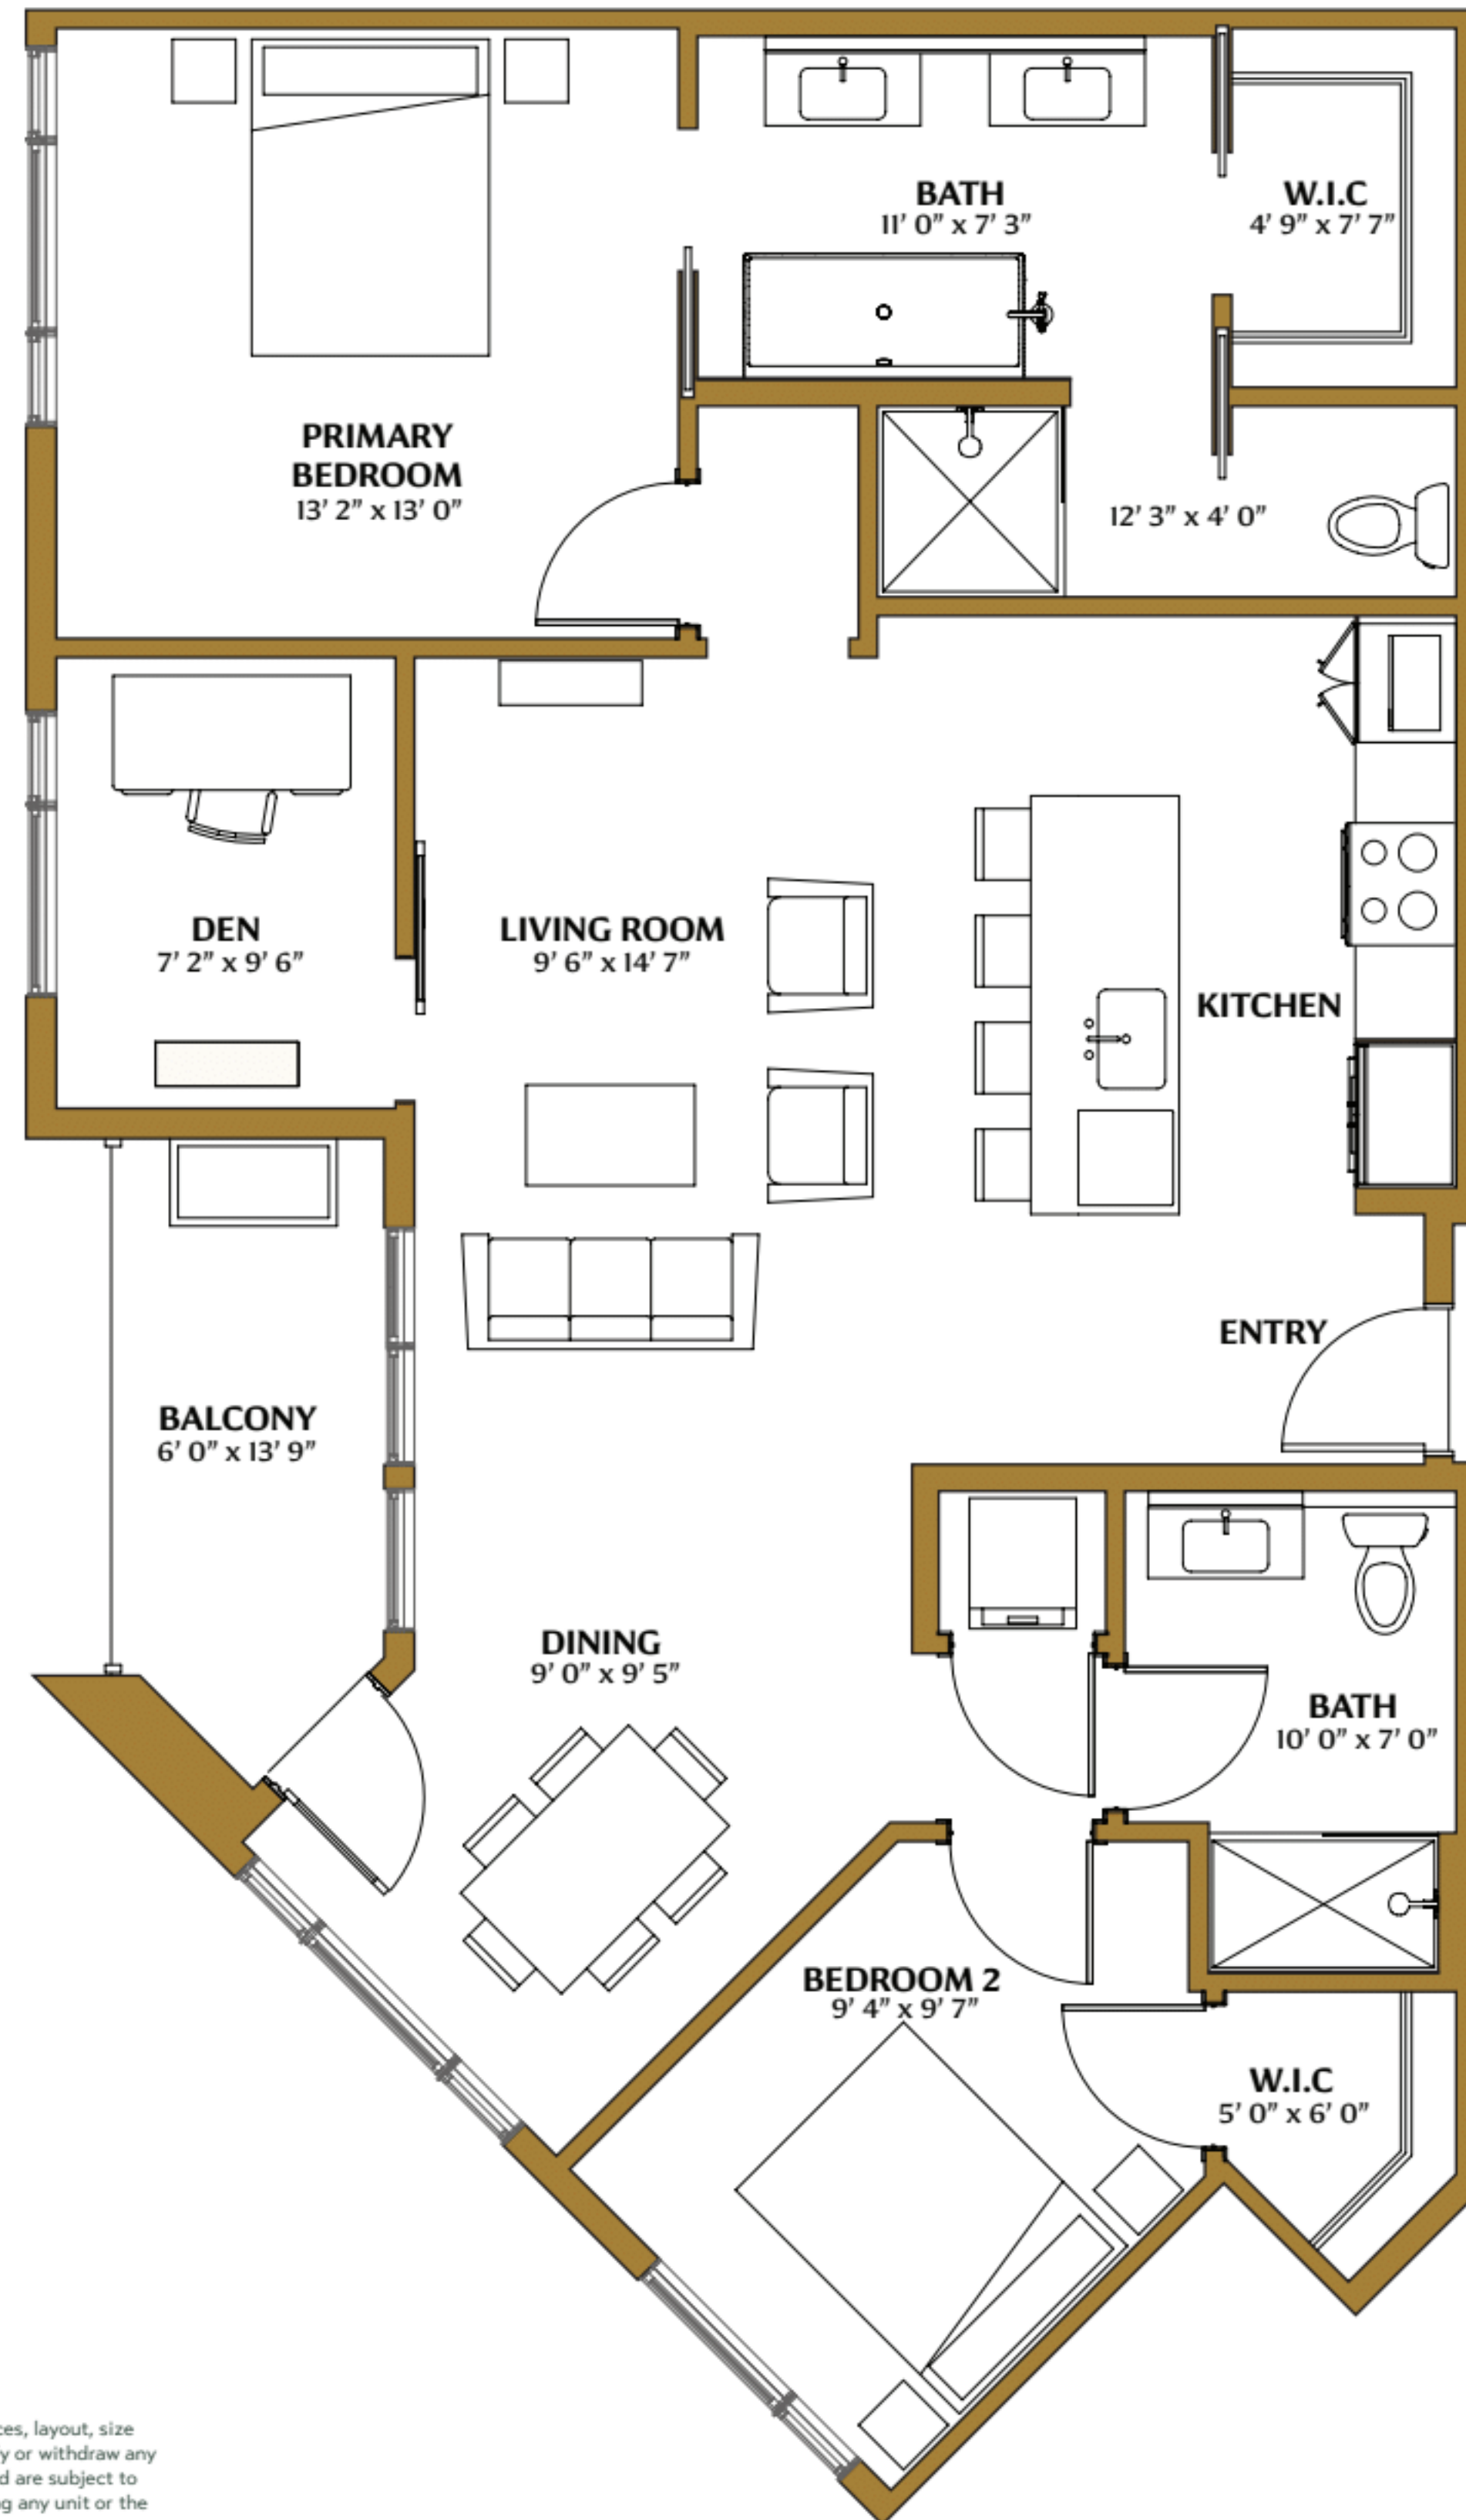 BATH
11' 0" x 7' 3"
W.I.C
4' 9" x 7' 7"
PRIMARY
BEDROOM
13' 2" x 13' 0"
12' 3" x 4' 0"
DEN
7' 2" x 9' 6"
LIVING ROOM
9' 6" x 14' 7"
KITCHEN
ENTRY
BALCONY
6' 0" x 13' 9"
DINING
9' 0" x 9' 5"
BATH
10' 0" x 7' 0"
BEDROOM 2
9' 4" x 9' 7"
W.I.C
5' 0" x 6' 0"
layout, size
or withdraw any
are subject to
any unit or the